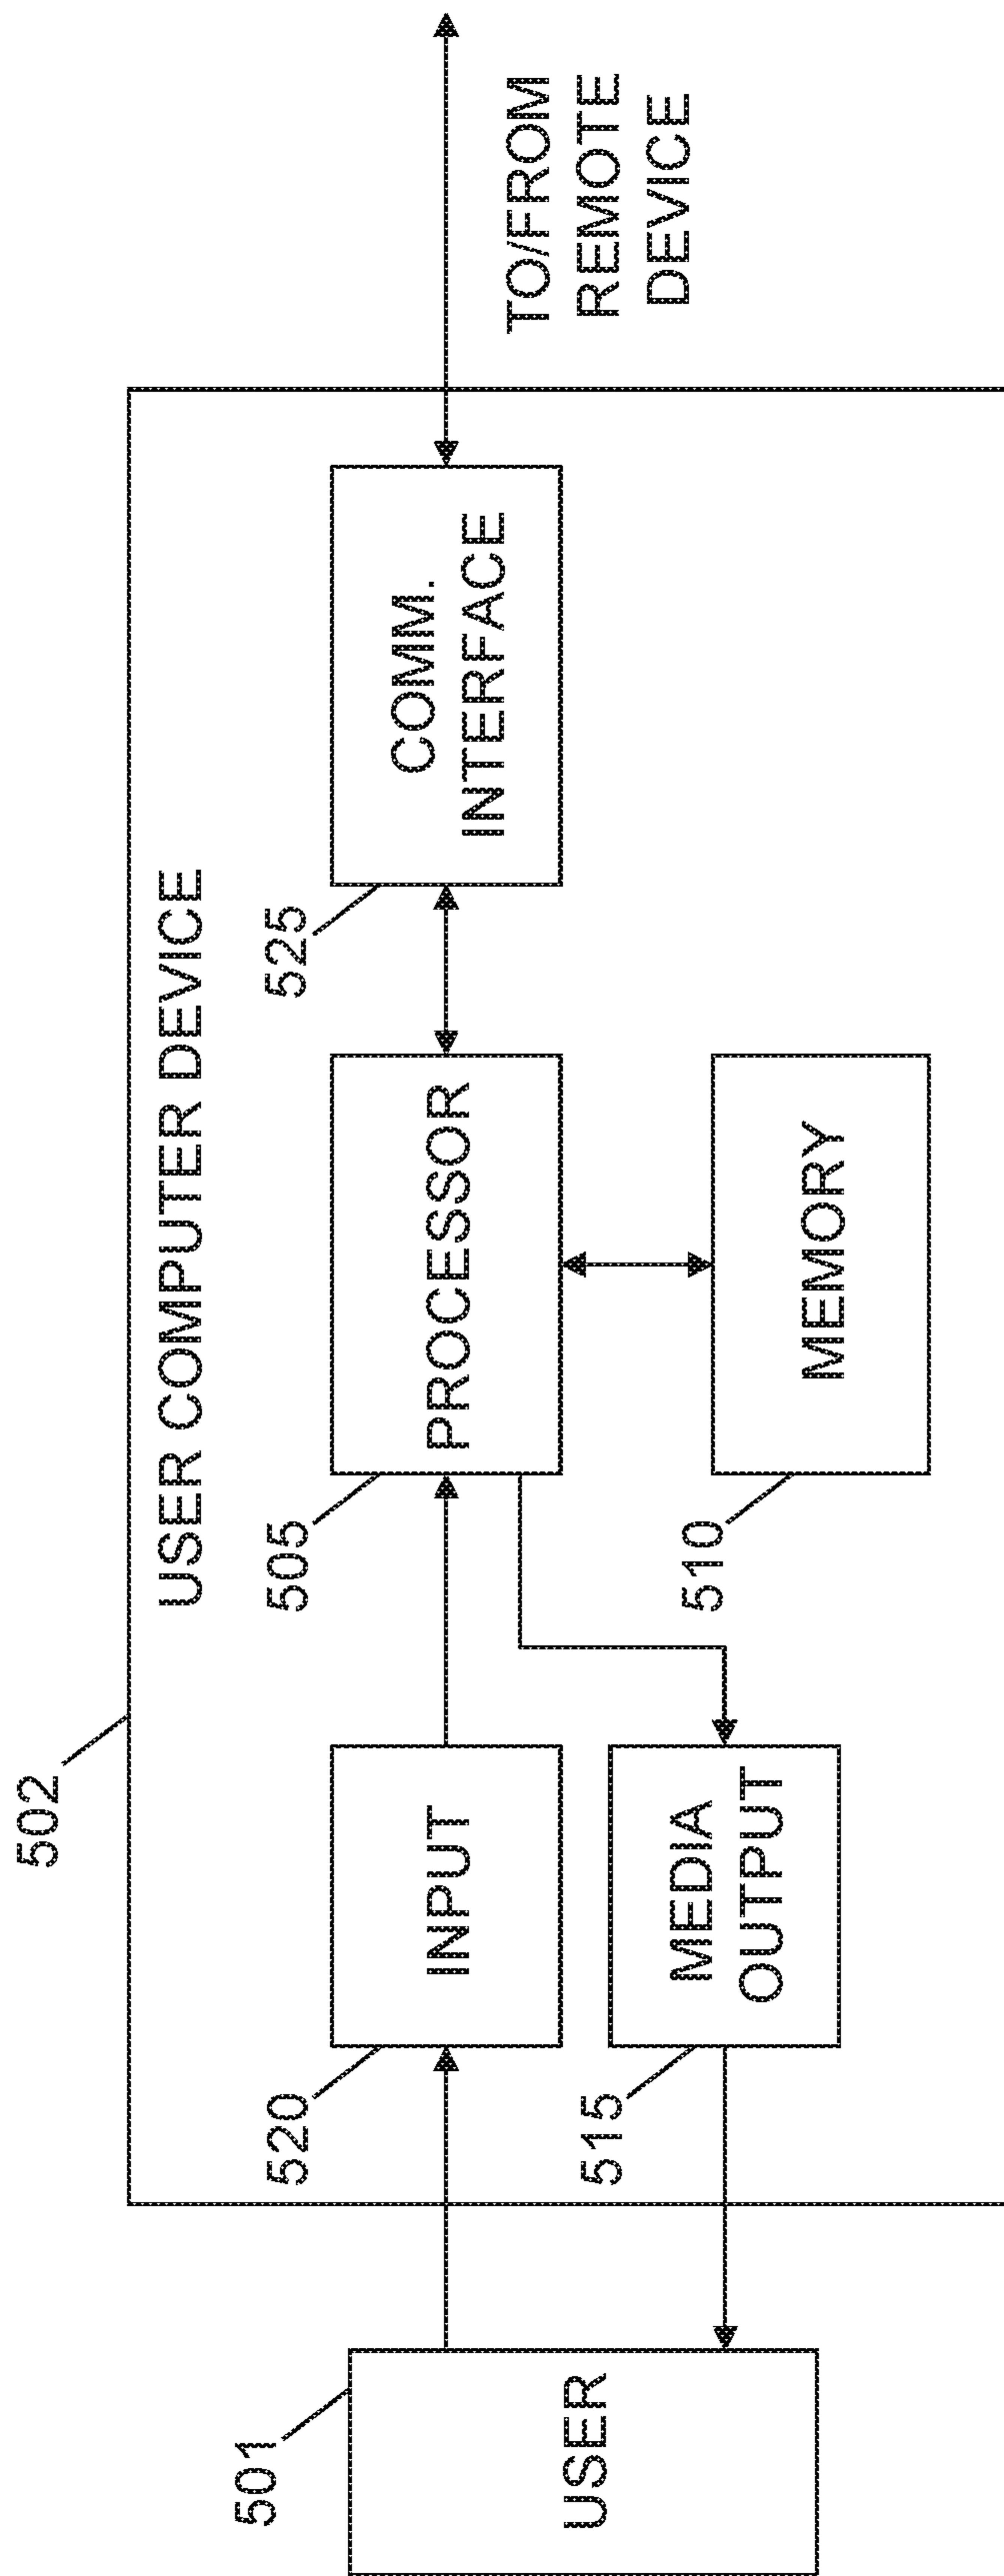 502
USER COMPUTER DEVICE
501
USER
520
INPUT
505
PROCESSOR
525
COMM.
INTERFACE
TO/FROM
REMOTE
DEVICE
515
MEDIA
OUTPUT
510
MEMORY